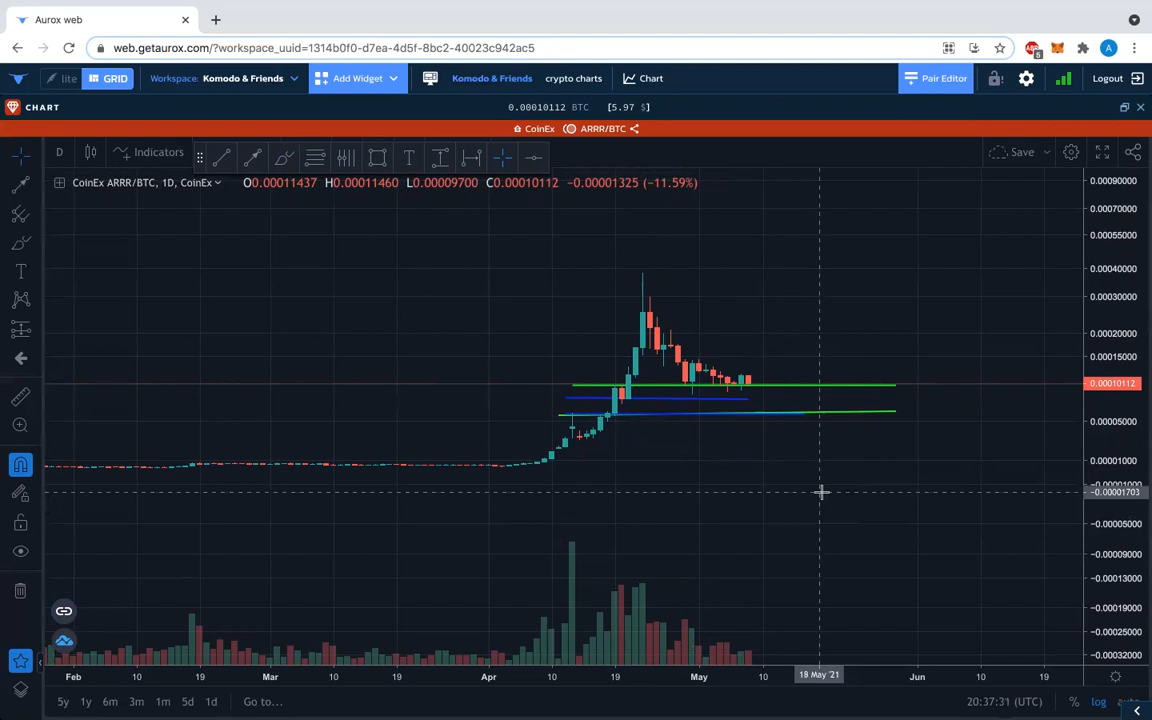 Aurox web
web.getaurox.com/?workspace_uuid=1314b0f0-d7ea-4d5f-8bc2-40023c942ac5
5
A
lite GRID Workspace: Komodo & Friends Add Widget Komodo & Friends crypto charts Chart Pair Editor Logout
CHART 0.00010112 BTC [5.97 $]
CoinEx ARRR/BTC
D Indicators T Save
CoinEx ARRR/BTC, 1D, CoinEx O0.00011437 H0.00011460 L0.00009700 C0.00010112 −0.00001325 (−11.59%)
0.00090000
0.00070000
0.00055000
0.00040000
0.00030000
0.00020000
0.00015000
0.00010112
0.00005000
0.00001000
−0.00001000
−0.00001703
−0.00005000
−0.00009000
−0.00013000
−0.00019000
−0.00025000
−0.00032000
Feb 10 19 Mar 10 19 Apr 10 19 May 10 18 May '21 Jun 10 19
5y 1y 6m 3m 1m 5d 1d Go to... 20:37:31 (UTC) % log